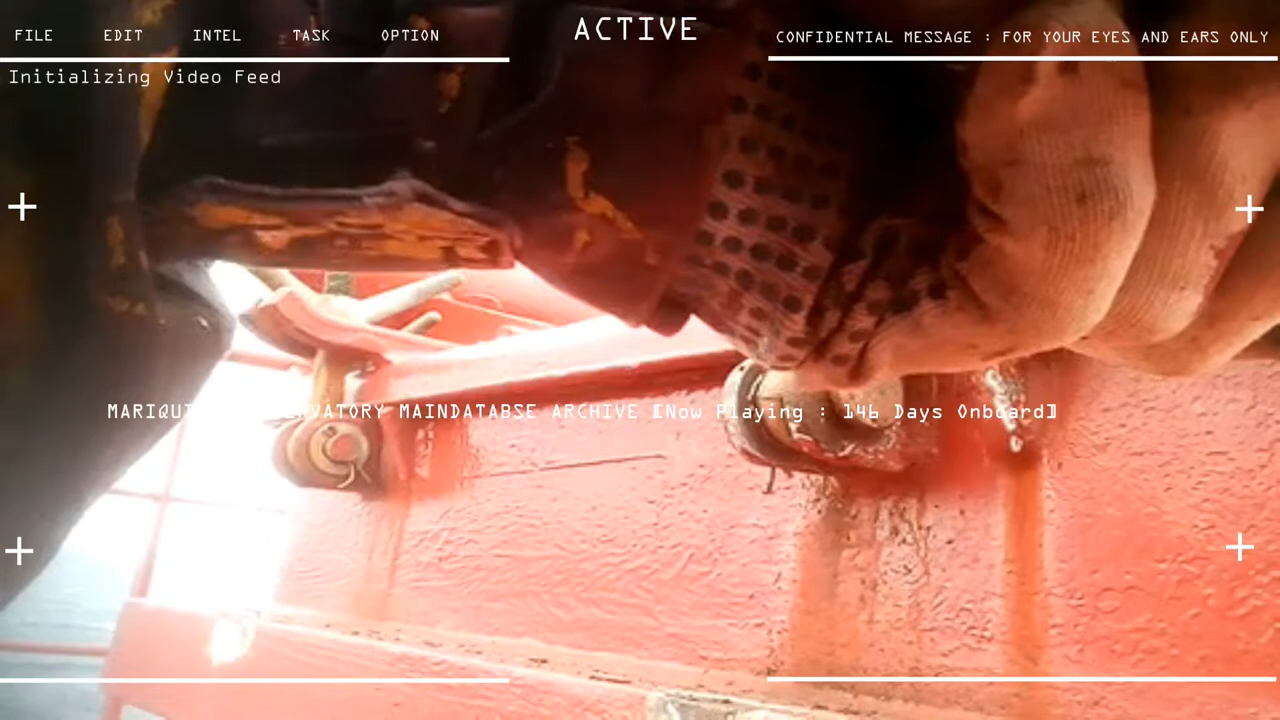 FILE EDIT INTEL TASK OPTION
ACTIVE
CONFIDENTIAL MESSAGE : FOR YOUR EYES AND EARS ONLY
Initializing Video Feed
MAINDATABSE ARCHIVE [Now Playing : 146 Days Onboard]